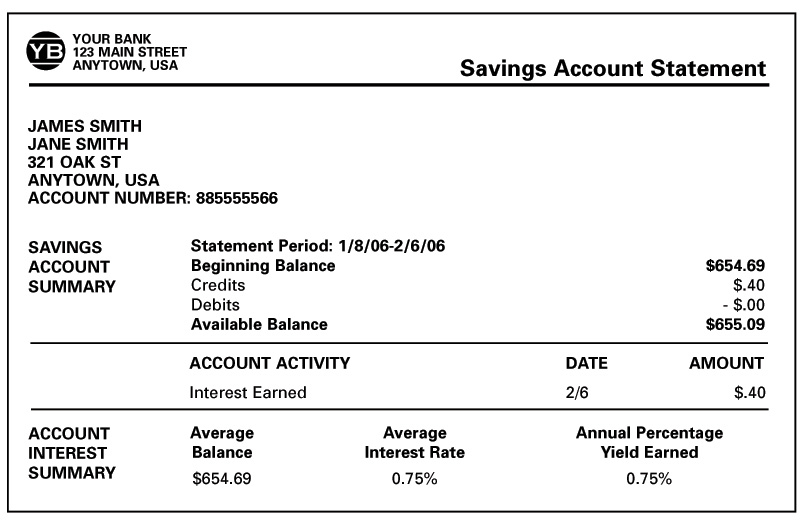 YB
YOUR BANK
123 MAIN STREET
ANYTOWN, USA
Savings Account Statement
JAMES SMITH
JANE SMITH
321 OAK ST
ANYTOWN, USA
ACCOUNT NUMBER: 885555566
SAVINGS ACCOUNT SUMMARY
Statement Period: 1/8/06-2/6/06
Beginning Balance $654.69
Credits $.40
Debits - $.00
Available Balance $655.09
ACCOUNT ACTIVITY DATE AMOUNT
Interest Earned 2/6 $.40
ACCOUNT INTEREST SUMMARY
Average Balance Average Interest Rate Annual Percentage Yield Earned
$654.69 0.75% 0.75%